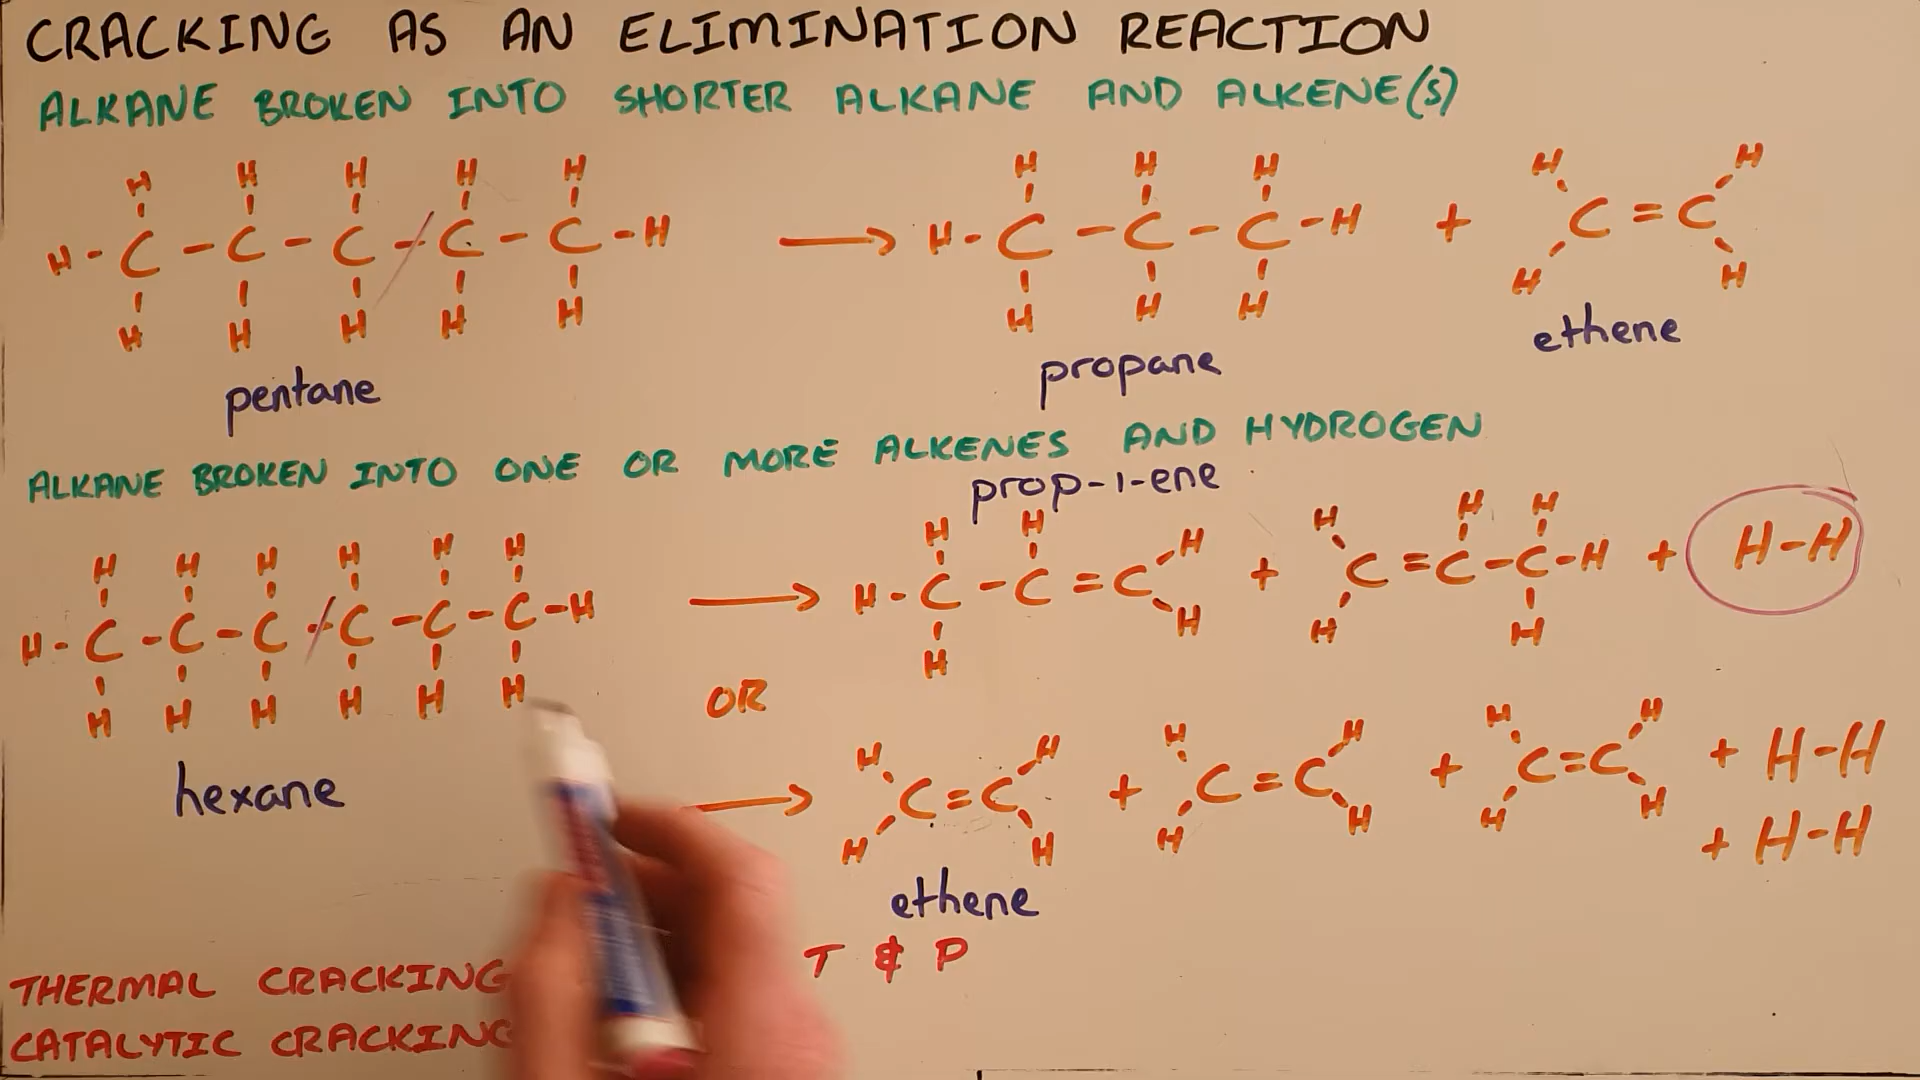 CRACKING AS AN ELIMINATION REACTION
ALKANE BROKEN INTO SHORTER ALKANE AND ALKENE(S)
H H H H H H H H H H
H - C - C - C - C - C - H → H - C - C - C - H + C = C
H H H H H H H H H H
pentane propane ethene
ALKANE BROKEN INTO ONE OR MORE ALKENES AND HYDROGEN
prop-1-ene
H H H H H H H H H H H H
H - C - C - C - C - C - C - H → H - C - C = C + C = C - C - H + H - H
H H H H H H H H H H
OR
H H H H H H
→ C = C + C = C + C = C + H - H
H H H H H H + H - H
hexane
ethene
THERMAL CRACKING T & P
CATALYTIC CRACKING